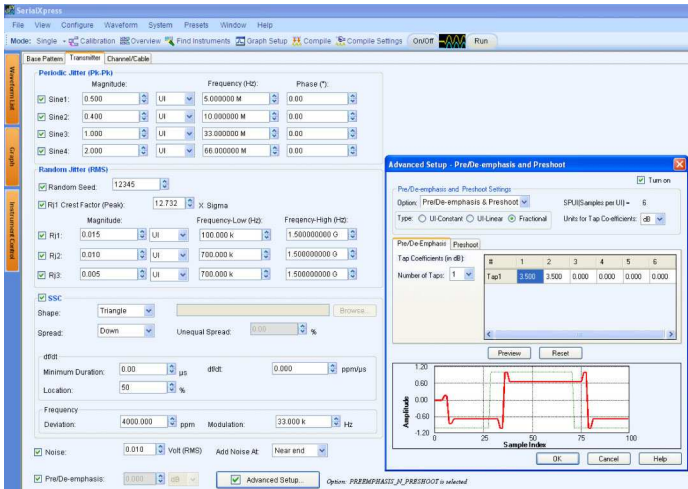 SerialXpress
File View Configure Waveform System Presets Window Help
Mode: Single Calibration Overview Find Instruments Graph Setup Compile Compile Settings On/Off Run
Base Pattern Transmitter Channel/Cable
Waveform List
Graph
Instrument Control
Periodic Jitter (Pk-Pk)
Magnitude: Frequency (Hz): Phase (°):
Sine1: 0.500 UI 5.000000 M 0.00
Sine2: 0.400 UI 10.000000 M 0.00
Sine3: 1.000 UI 33.000000 M 0.00
Sine4: 2.000 UI 66.000000 M 0.00
Random Jitter (RMS)
Random Seed: 12345
Rj1 Crest Factor (Peak): 12.732 X Sigma
Magnitude: Frequency-Low (Hz): Freqency-High (Hz):
Rj1: 0.015 UI 100.000 k 1.500000000 G
Rj2: 0.010 UI 700.000 k 1.500000000 G
Rj3: 0.005 UI 700.000 k 1.500000000 G
SSC
Shape: Triangle Browse...
Spread: Down Unequal Spread: 0.00 %
df/dt
Minimum Duration: 0.00 µs df/dt 0.000 ppm/µs
Location: 50 %
Frequency
Deviation: 4000.000 ppm Modulation: 33.000 k Hz
Noise: 0.010 Volt (RMS) Add Noise At: Near end
Pre/De-emphasis: 0.000 dB Advanced Setup... Option: PREEMPHASIS_N_PRESHOOT is selected
Advanced Setup - Pre/De-emphasis and Preshoot
Turn on
Pre/De-emphasis and Preshoot Settings
Option: Pre/De-emphasis & Preshoot SPUI(Samples per UI) = 6
Type: UI-Constant UI-Linear Fractional Units for Tap Co-efficients: dB
Pre/De-Emphasis Preshoot
Tap Coefficients (in dB):
Number of Taps: 1
# 1 2 3 4 5 6
Tap1 3.500 3.500 0.000 0.000 0.000 0.000
Preview Reset
Amplitude
1.20
0.60
0.00
-0.60
-1.20
0 25 50 75 100
Sample Index
OK Cancel Help